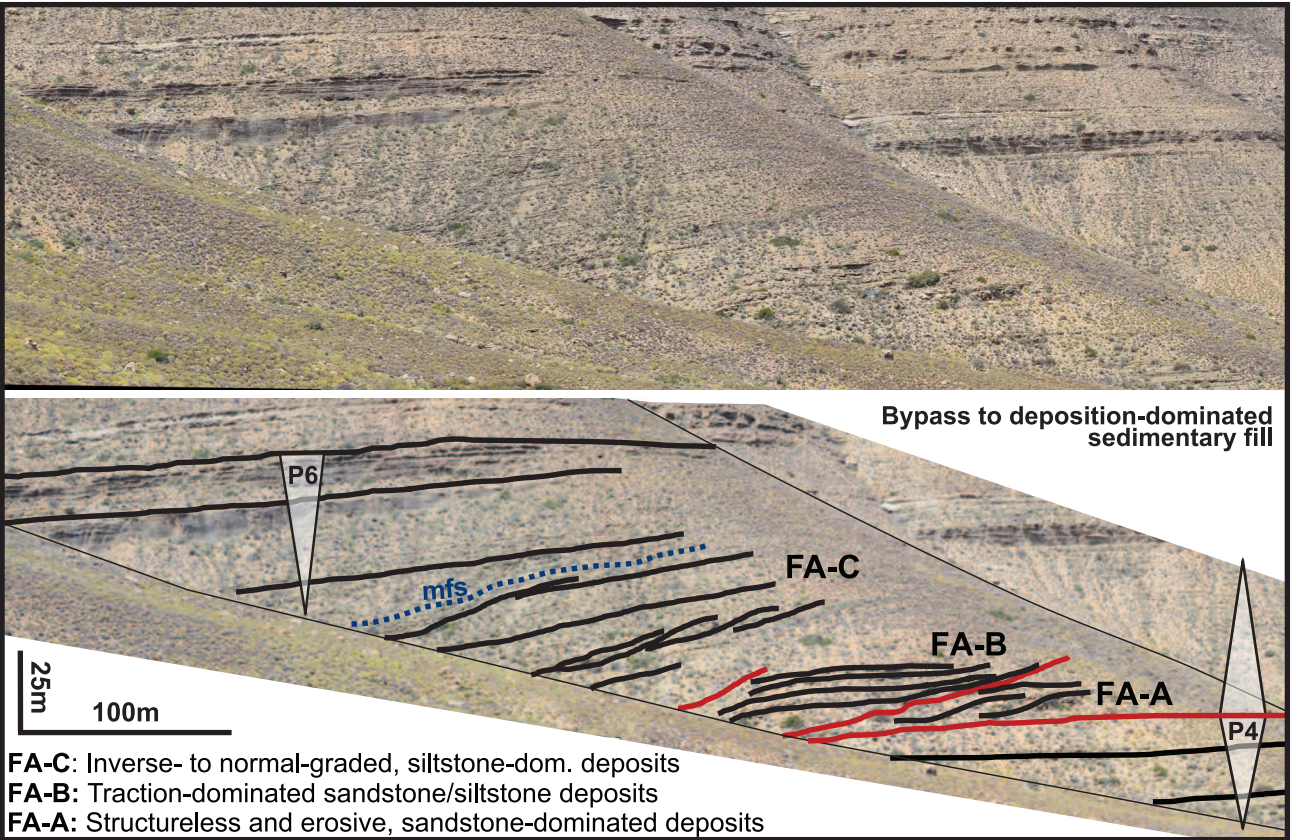 Bypass to deposition-dominated
sedimentary fill
P6
FA-C
mfs
FA-B
FA-A
P4
25m
100m
FA-C: Inverse- to normal-graded, siltstone-dom. deposits
FA-B: Traction-dominated sandstone/siltstone deposits
FA-A: Structureless and erosive, sandstone-dominated deposits